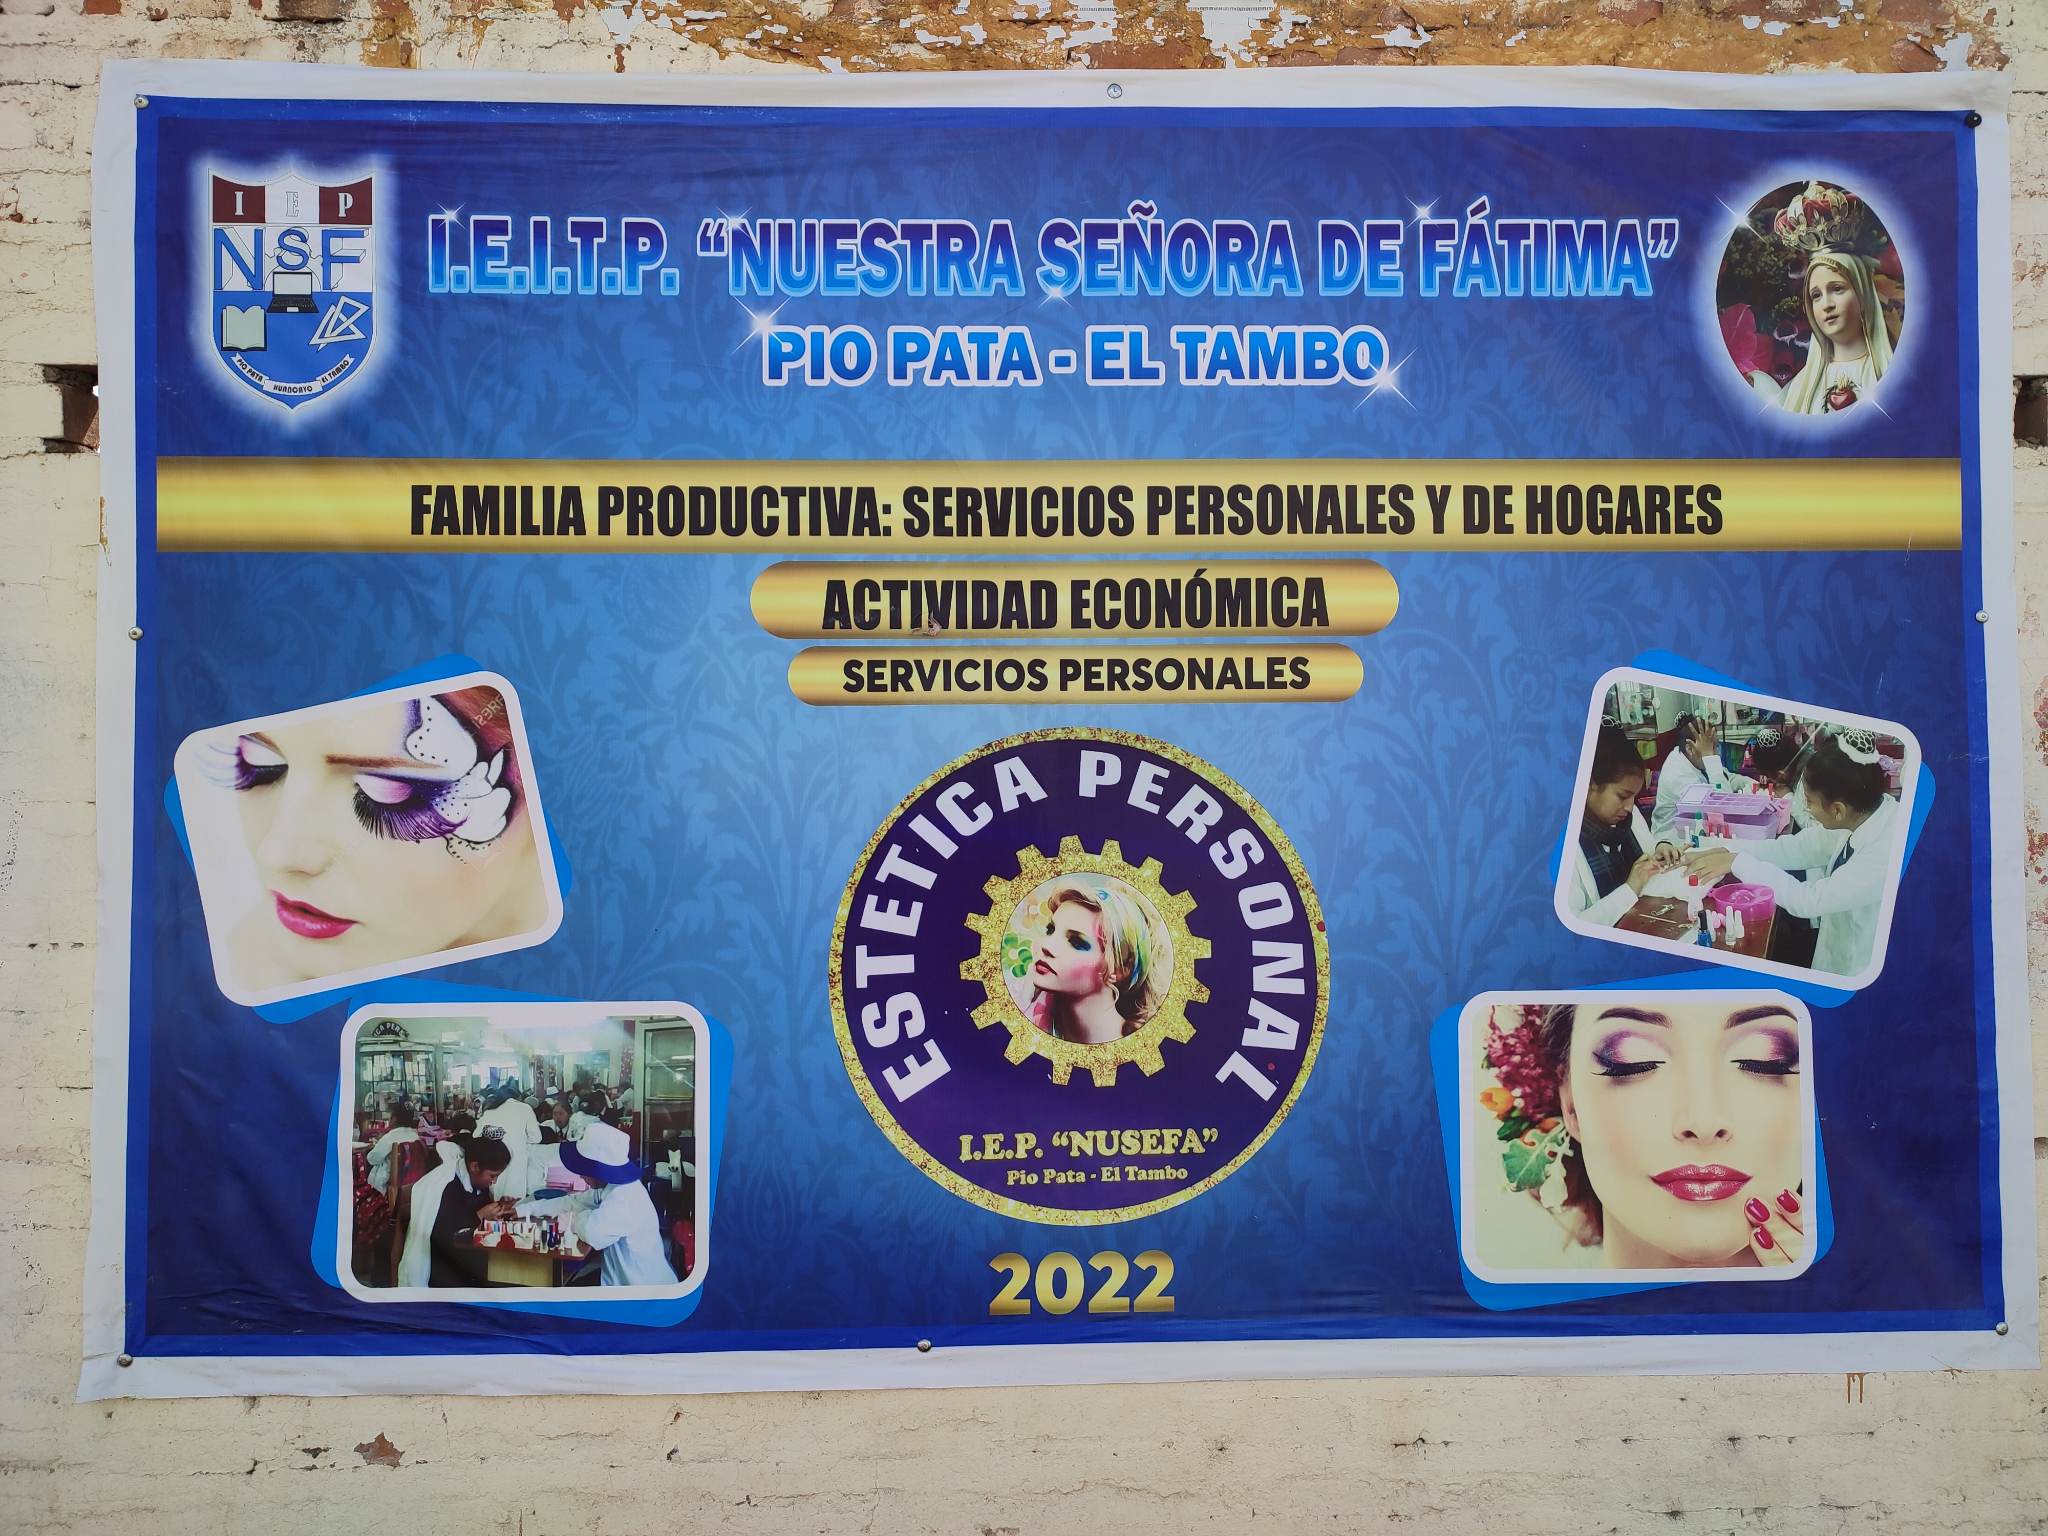 I E P
NSF
PIO PATA HUANCAYO EL TAMBO
I.E.I.T.P. “NUESTRA SEÑORA DE FÁTIMA”
PIO PATA - EL TAMBO
FAMILIA PRODUCTIVA: SERVICIOS PERSONALES Y DE HOGARES
ACTIVIDAD ECONÓMICA
SERVICIOS PERSONALES
ESTETICA PERSONAL
I.E.P. “NUSEFA”
Pio Pata - El Tambo
2022